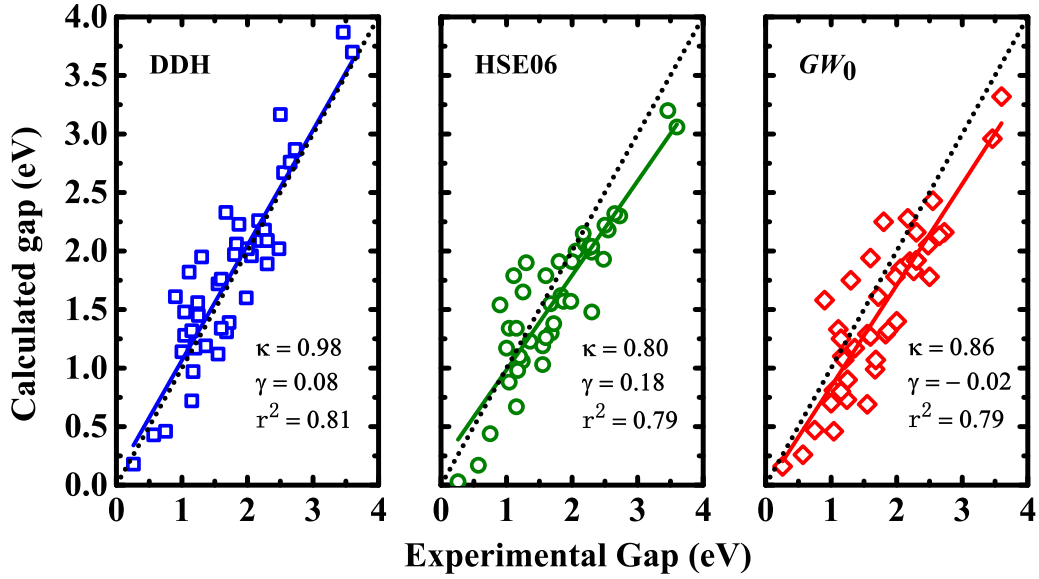 DDH
HSE06
GW0
4.0
3.5
3.0
2.5
2.0
1.5
1.0
0.5
0.0
Calculated gap (eV)
κ = 0.98
γ = 0.08
r² = 0.81
κ = 0.80
γ = 0.18
r² = 0.79
κ = 0.86
γ = − 0.02
r² = 0.79
0 1 2 3 4
0 1 2 3 4
0 1 2 3 4
Experimental Gap (eV)